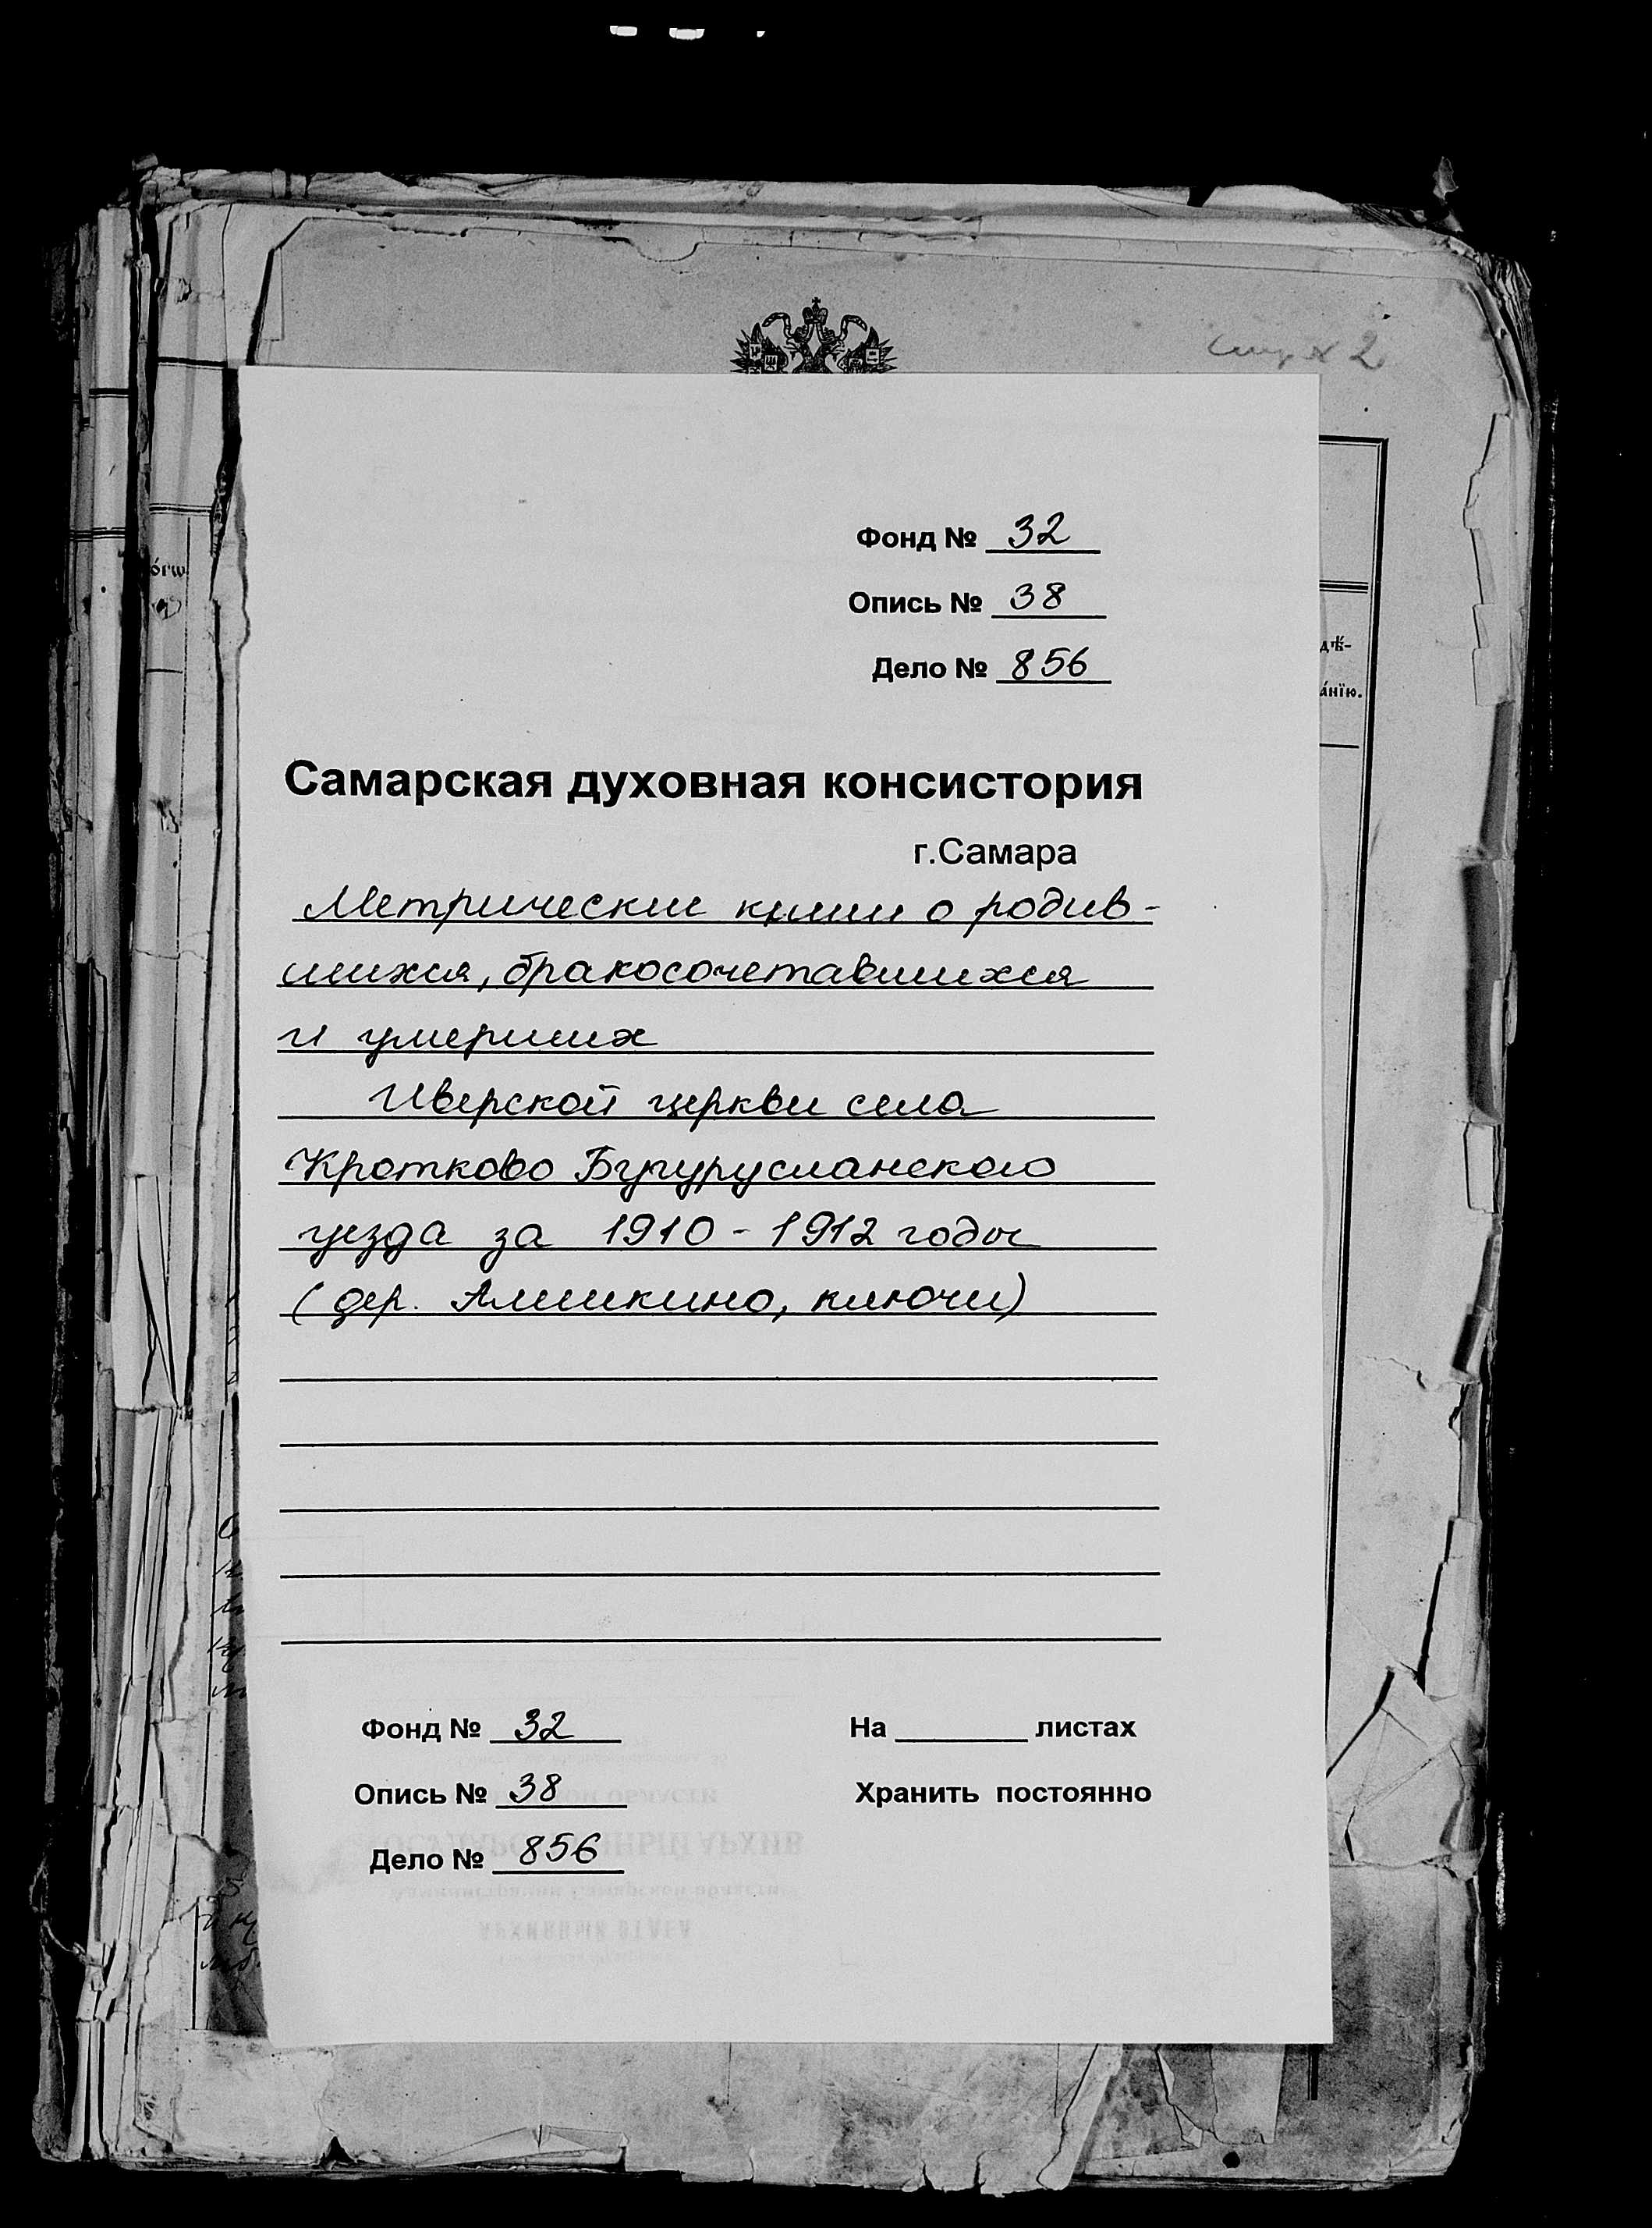 Фонд № 32
Опись № 38
дѣ-
Дело № 856
а́нїю.
Самарская духовная консистория
г.Самара
Метрические книги о родив-
шихся, бракосочетавшихся
и умерших
Иверской церкви села
Кротково Бугурусланского
уезда за 1910 - 1912 годы
(дер. Алешкино, ключи)
Фонд № 32
На листах
Опись № 38
Хранить постоянно
Дело № 856